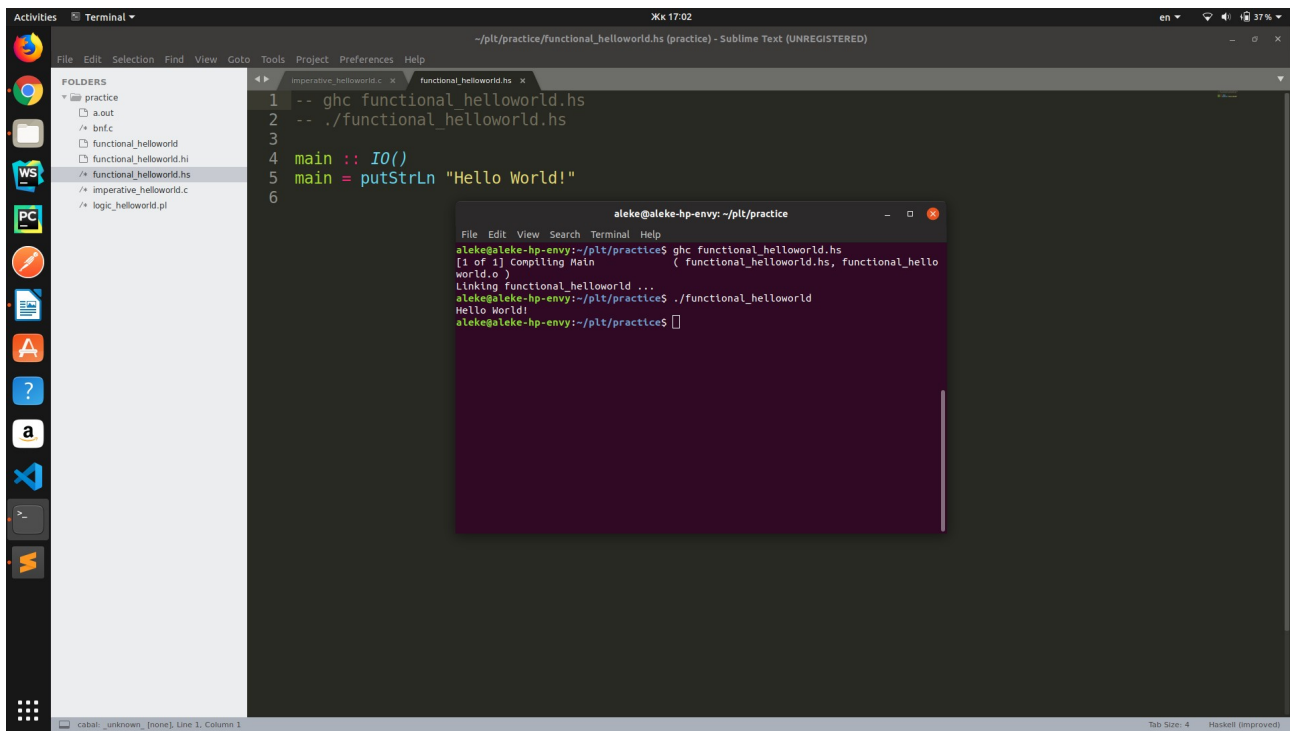 Activities Terminal Жк 17:02 en 37%
~/plt/practice/functional_helloworld.hs (practice) - Sublime Text (UNREGISTERED)
File Edit Selection Find View Goto Tools Project Preferences Help
FOLDERS
practice
a.out
/* bnf.c
functional_helloworld
functional_helloworld.hi
/* functional_helloworld.hs
/* imperative_helloworld.c
/* logic_helloworld.pl
imperative_helloworld.c × functional_helloworld.hs ×
1 -- ghc functional_helloworld.hs
2 -- ./functional_helloworld.hs
3
4 main :: IO()
5 main = putStrLn "Hello World!"
6
aleke@aleke-hp-envy: ~/plt/practice
File Edit View Search Terminal Help
aleke@aleke-hp-envy:~/plt/practice$ ghc functional_helloworld.hs
[1 of 1] Compiling Main ( functional_helloworld.hs, functional_hello
world.o )
Linking functional_helloworld ...
aleke@aleke-hp-envy:~/plt/practice$ ./functional_helloworld
Hello World!
aleke@aleke-hp-envy:~/plt/practice$
WS
PC
A
?
a
>_
cabal: _unknown_ [none], Line 1, Column 1 Tab Size: 4 Haskell (improved)